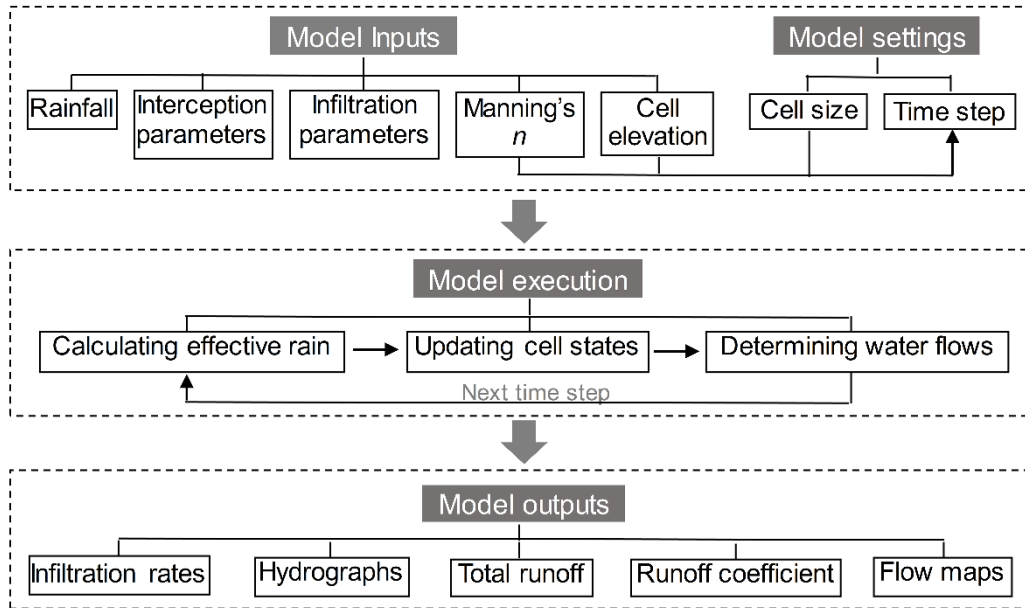 Model Inputs
Model settings
Rainfall
Interception
parameters
Infiltration
parameters
Manning's
n
Cell
elevation
Cell size
Time step
Model execution
Calculating effective rain
Updating cell states
Determining water flows
Next time step
Model outputs
Infiltration rates
Hydrographs
Total runoff
Runoff coefficient
Flow maps